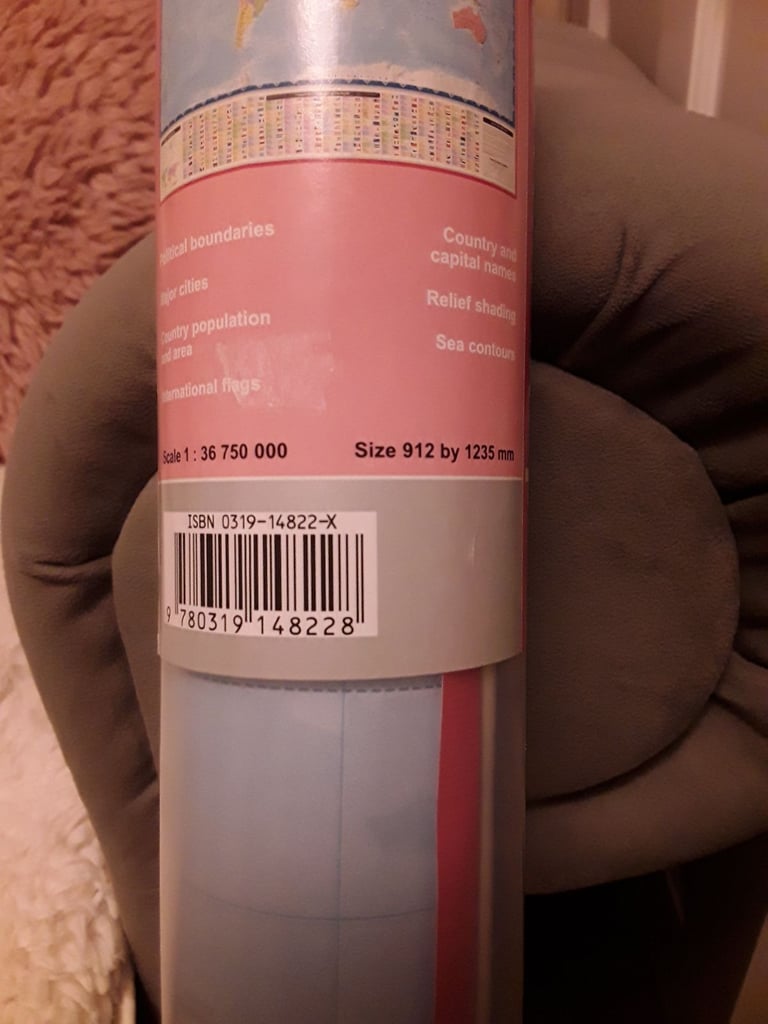 Political boundaries
Major cities
Country population
and area
International flags
Country and
capital names
Relief shading
Sea contours
Scale 1 : 36 750 000
Size 912 by 1235 mm
ISBN 0319-14822-X
9 780319 148228